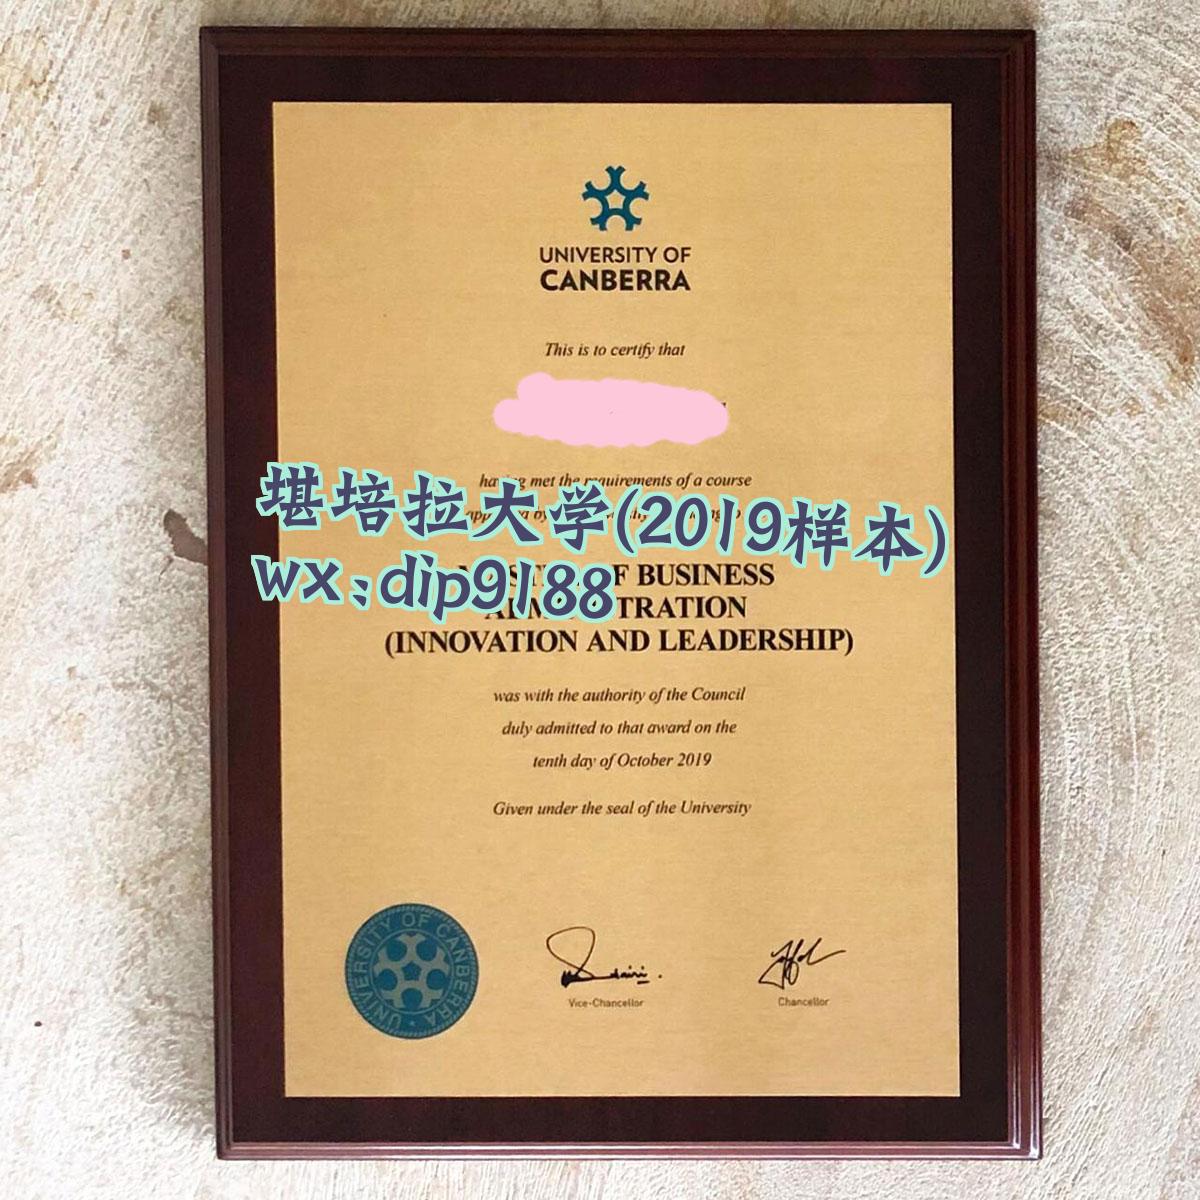 UNIVERSITY OF
CANBERRA
This is to certify that
having met the requirements of a course
堪培拉大学(2019样本)
wx:dip9188
OF BUSINESS
(INNOVATION AND LEADERSHIP)
was with the authority of the Council
duly admitted to that award on the
tenth day of October 2019
Given under the seal of the University
UNIVERSITY OF CANBERRA
Vice-Chancellor
Chancellor